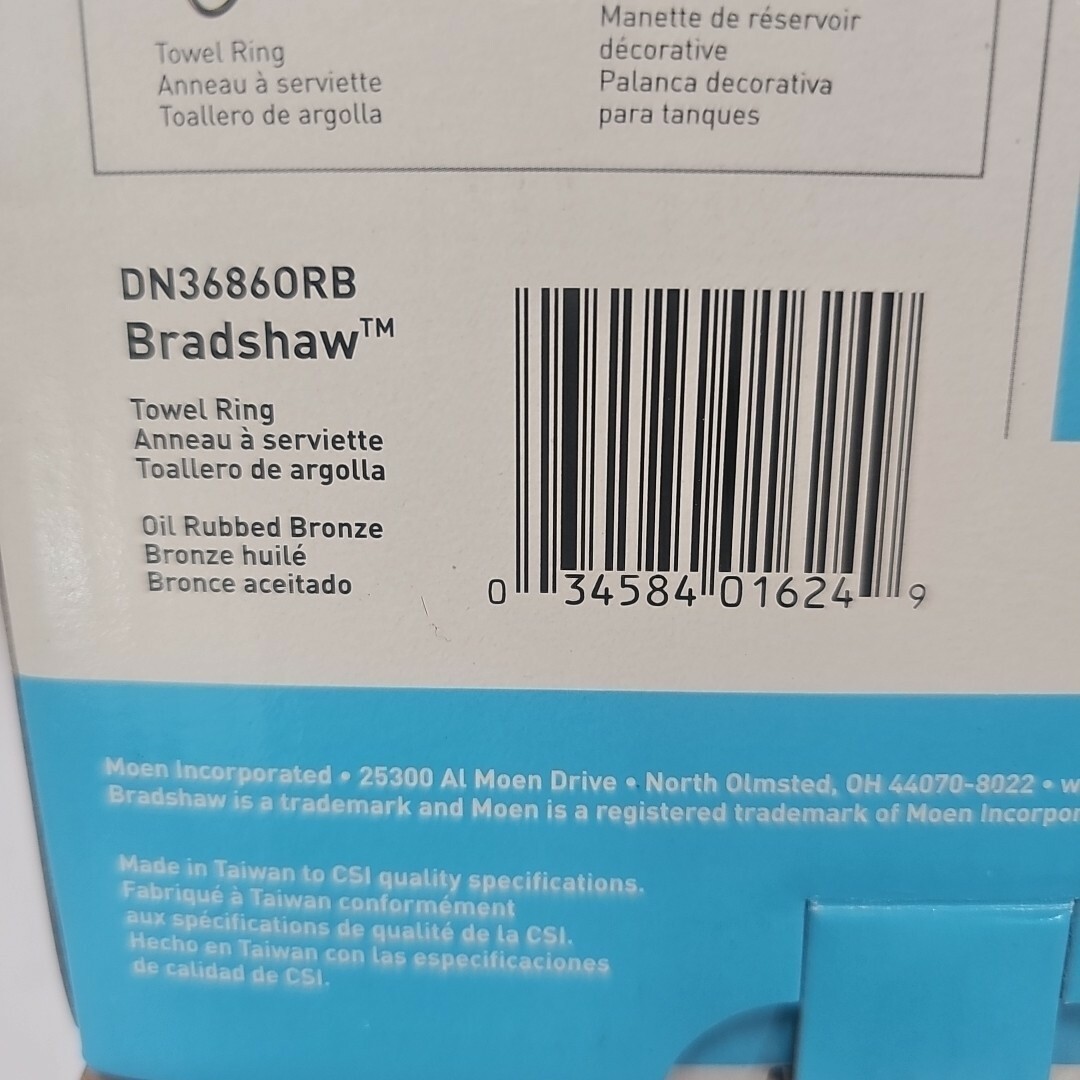 Towel Ring
Anneau à serviette
Toallero de argolla
Manette de réservoir
décorative
Palanca decorativa
para tanques
DN3686ORB
Bradshaw™
Towel Ring
Anneau à serviette
Toallero de argolla
Oil Rubbed Bronze
Bronze huilé
Bronce aceitado
0 34584 01624 9
Moen Incorporated • 25300 Al Moen Drive • North Olmsted, OH 44070-8022 •
Bradshaw is a trademark and Moen is a registered trademark of Moen
Made in Taiwan to CSI quality specifications.
Fabriqué à Taiwan conformément
aux spécifications de qualité de la CSI.
Hecho en Taiwan con las especificaciones
de calidad de CSI.